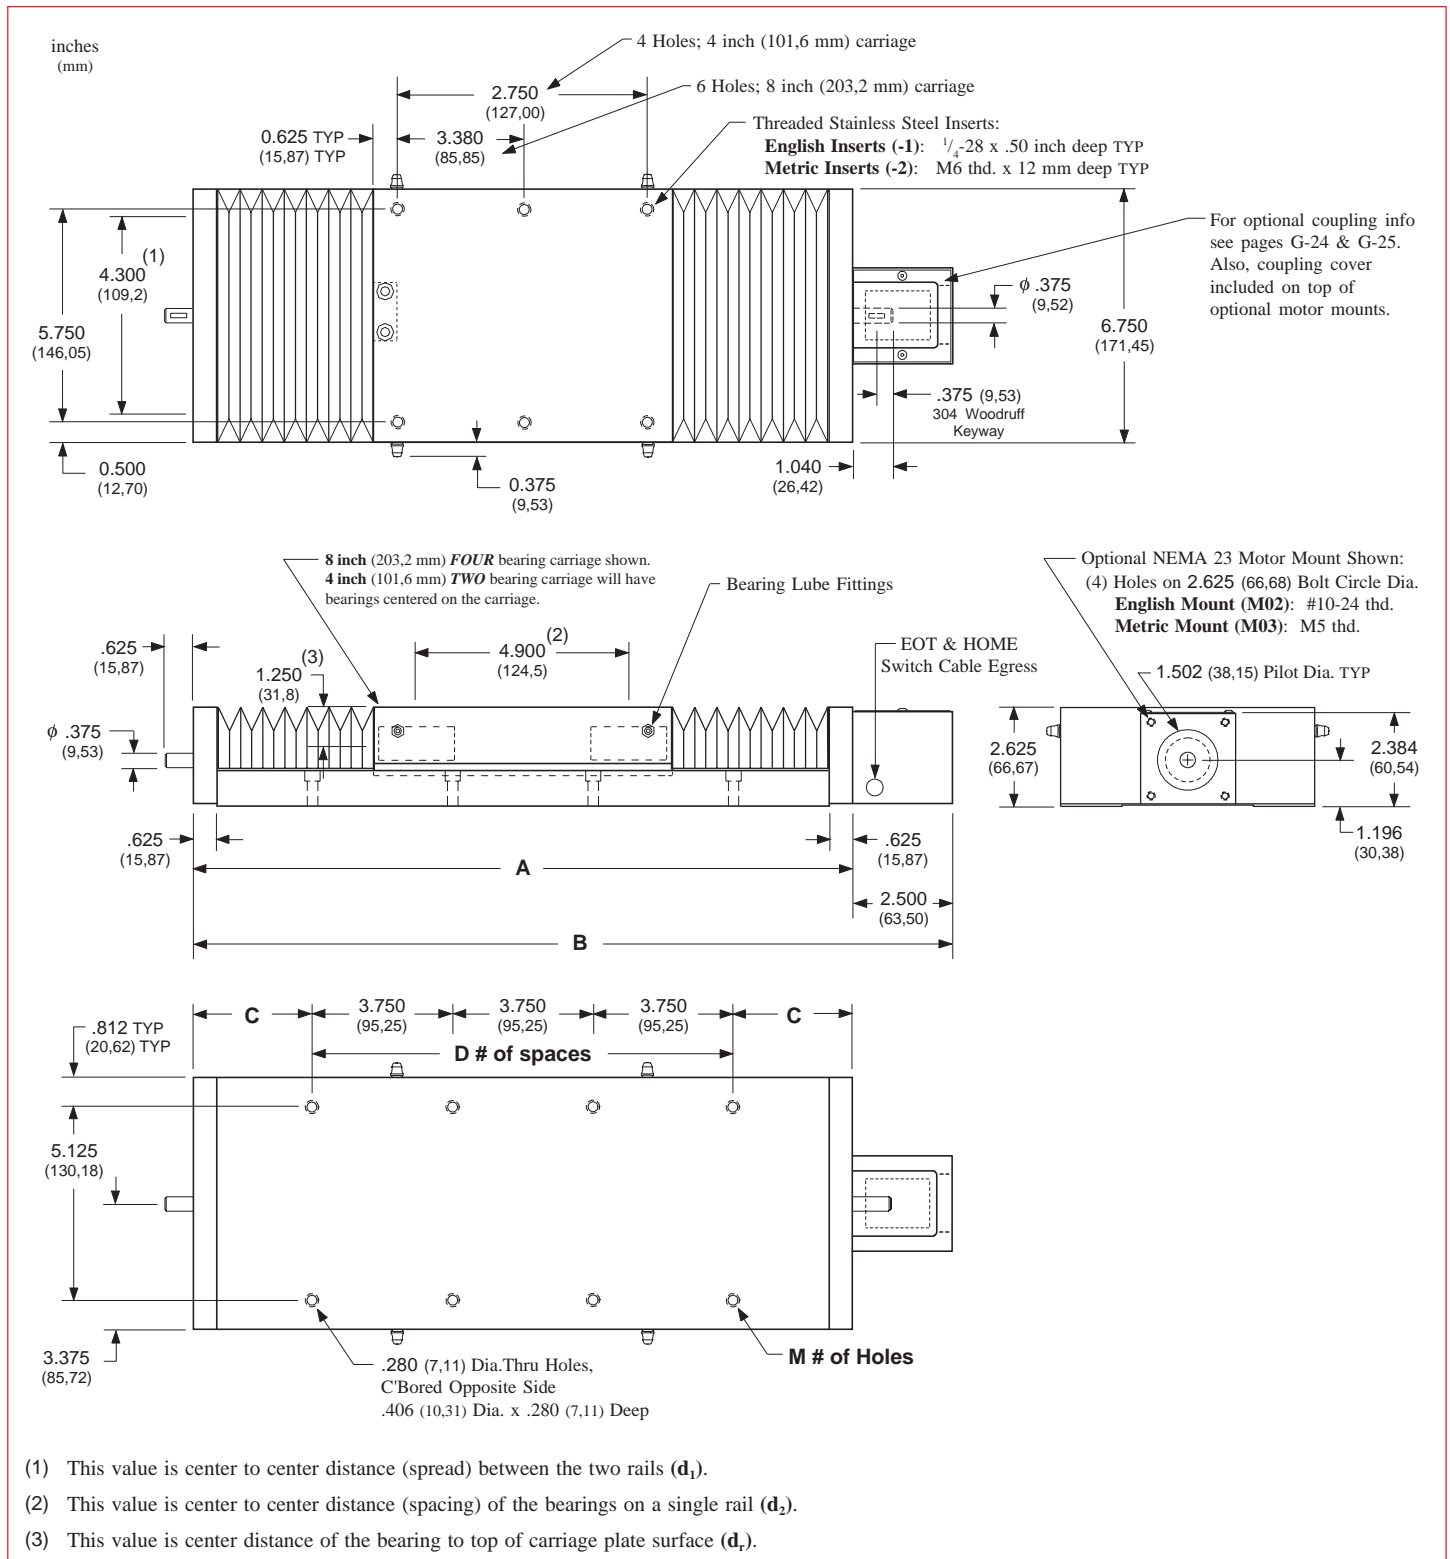 inches
(mm)
4 Holes; 4 inch (101,6 mm) carriage
2.750
(127,00)
6 Holes; 8 inch (203,2 mm) carriage
0.625 TYP
(15,87) TYP
3.380
(85,85)
Threaded Stainless Steel Inserts:
English Inserts (-1): 1/4-28 x .50 inch deep TYP
Metric Inserts (-2): M6 thd. x 12 mm deep TYP
For optional coupling info
see pages G-24 & G-25.
Also, coupling cover
included on top of
optional motor mounts.
4.300 (1)
(109,2)
5.750
(146,05)
ϕ .375
(9,52)
6.750
(171,45)
.375 (9,53)
304 Woodruff
Keyway
0.500
(12,70)
0.375
(9,53)
1.040
(26,42)
8 inch (203,2 mm) FOUR bearing carriage shown.
4 inch (101,6 mm) TWO bearing carriage will have
bearings centered on the carriage.
Bearing Lube Fittings
Optional NEMA 23 Motor Mount Shown:
(4) Holes on 2.625 (66,68) Bolt Circle Dia.
English Mount (M02): #10-24 thd.
Metric Mount (M03): M5 thd.
.625
(15,87)
1.250 (3)
(31,8)
4.900 (2)
(124,5)
EOT & HOME
Switch Cable Egress
1.502 (38,15) Pilot Dia. TYP
ϕ .375
(9,53)
2.625
(66,67)
2.384
(60,54)
1.196
(30,38)
.625
(15,87)
.625
(15,87)
A
2.500
(63,50)
B
C
3.750
(95,25)
3.750
(95,25)
3.750
(95,25)
C
.812 TYP
(20,62) TYP
D # of spaces
5.125
(130,18)
3.375
(85,72)
.280 (7,11) Dia.Thru Holes,
C'Bored Opposite Side
.406 (10,31) Dia. x .280 (7,11) Deep
M # of Holes
(1) This value is center to center distance (spread) between the two rails (d1).
(2) This value is center to center distance (spacing) of the bearings on a single rail (d2).
(3) This value is center distance of the bearing to top of carriage plate surface (dr).